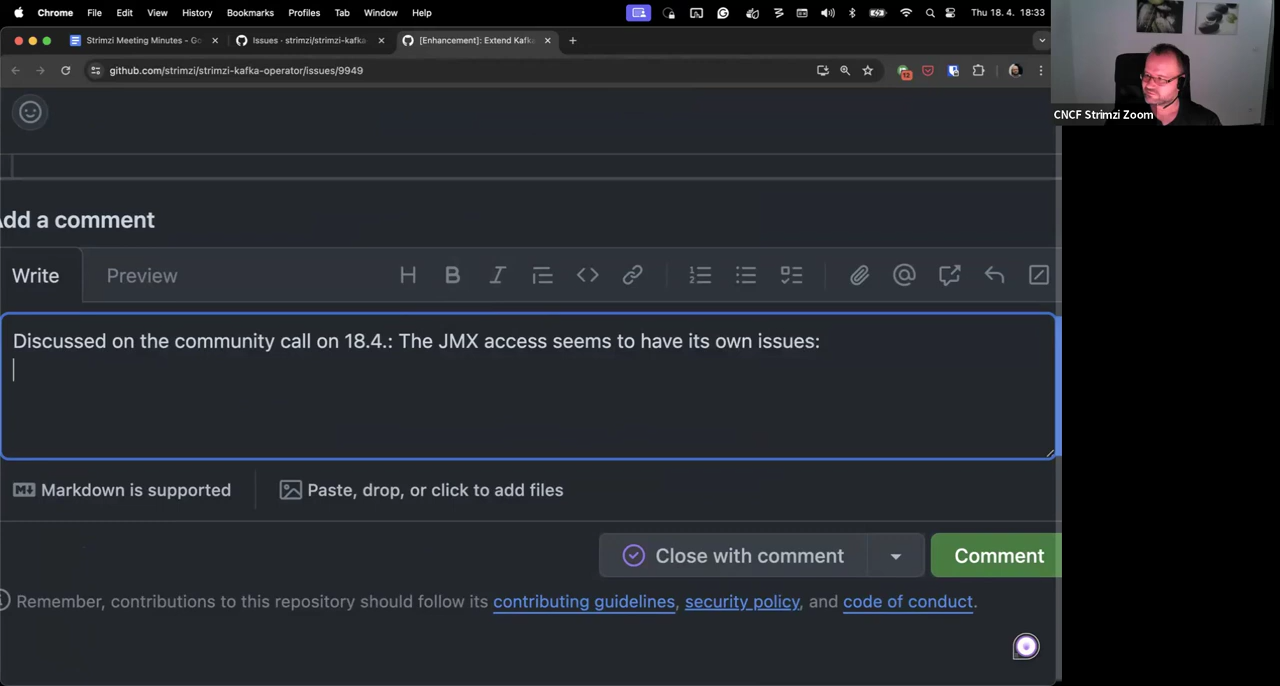 Chrome File Edit View History Bookmarks Profiles Tab Window Help Thu 18. 4. 18:33
Strimzi Meeting Minutes - Go Issues · strimzi/strimzi-kafka [Enhancement]: Extend Kafka
github.com/strimzi/strimzi-kafka-operator/issues/9949 12
CNCF Strimzi Zoom
Add a comment
Write Preview H B I
Discussed on the community call on 18.4.: The JMX access seems to have its own issues:
Markdown is supported Paste, drop, or click to add files
Close with comment Comment
Remember, contributions to this repository should follow its contributing guidelines, security policy, and code of conduct.